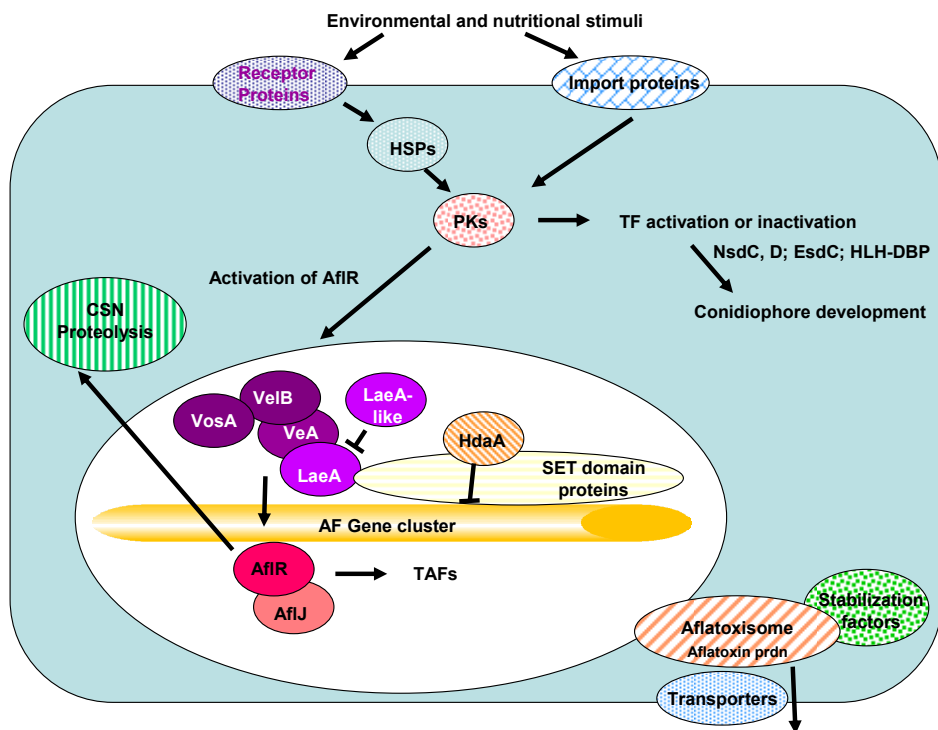 Environmental and nutritional stimuli
Receptor
Proteins
Import proteins
HSPs
PKs
TF activation or inactivation
NsdC, D; EsdC; HLH-DBP
Activation of AflR
Conidiophore development
CSN
Proteolysis
VelB
LaeA-
like
VosA
VeA
HdaA
LaeA
SET domain
proteins
AF Gene cluster
AflR
TAFs
AflJ
Stabilization
factors
Aflatoxisome
Aflatoxin prdn
Transporters